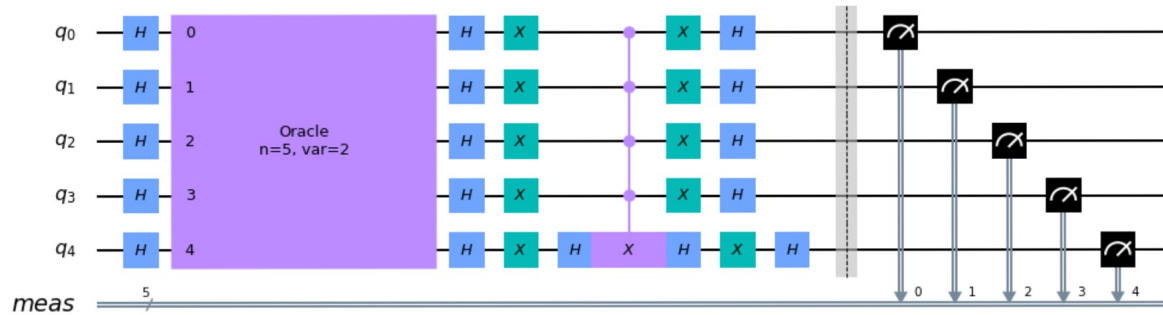 q0 H 0 H X X H 
q1 H 1 H X X H
q2 H 2 Oracle n=5, var=2 H X X H
q3 H 3 H X X H
q4 H 4 H X H X H X H
meas 5 0 1 2 3 4